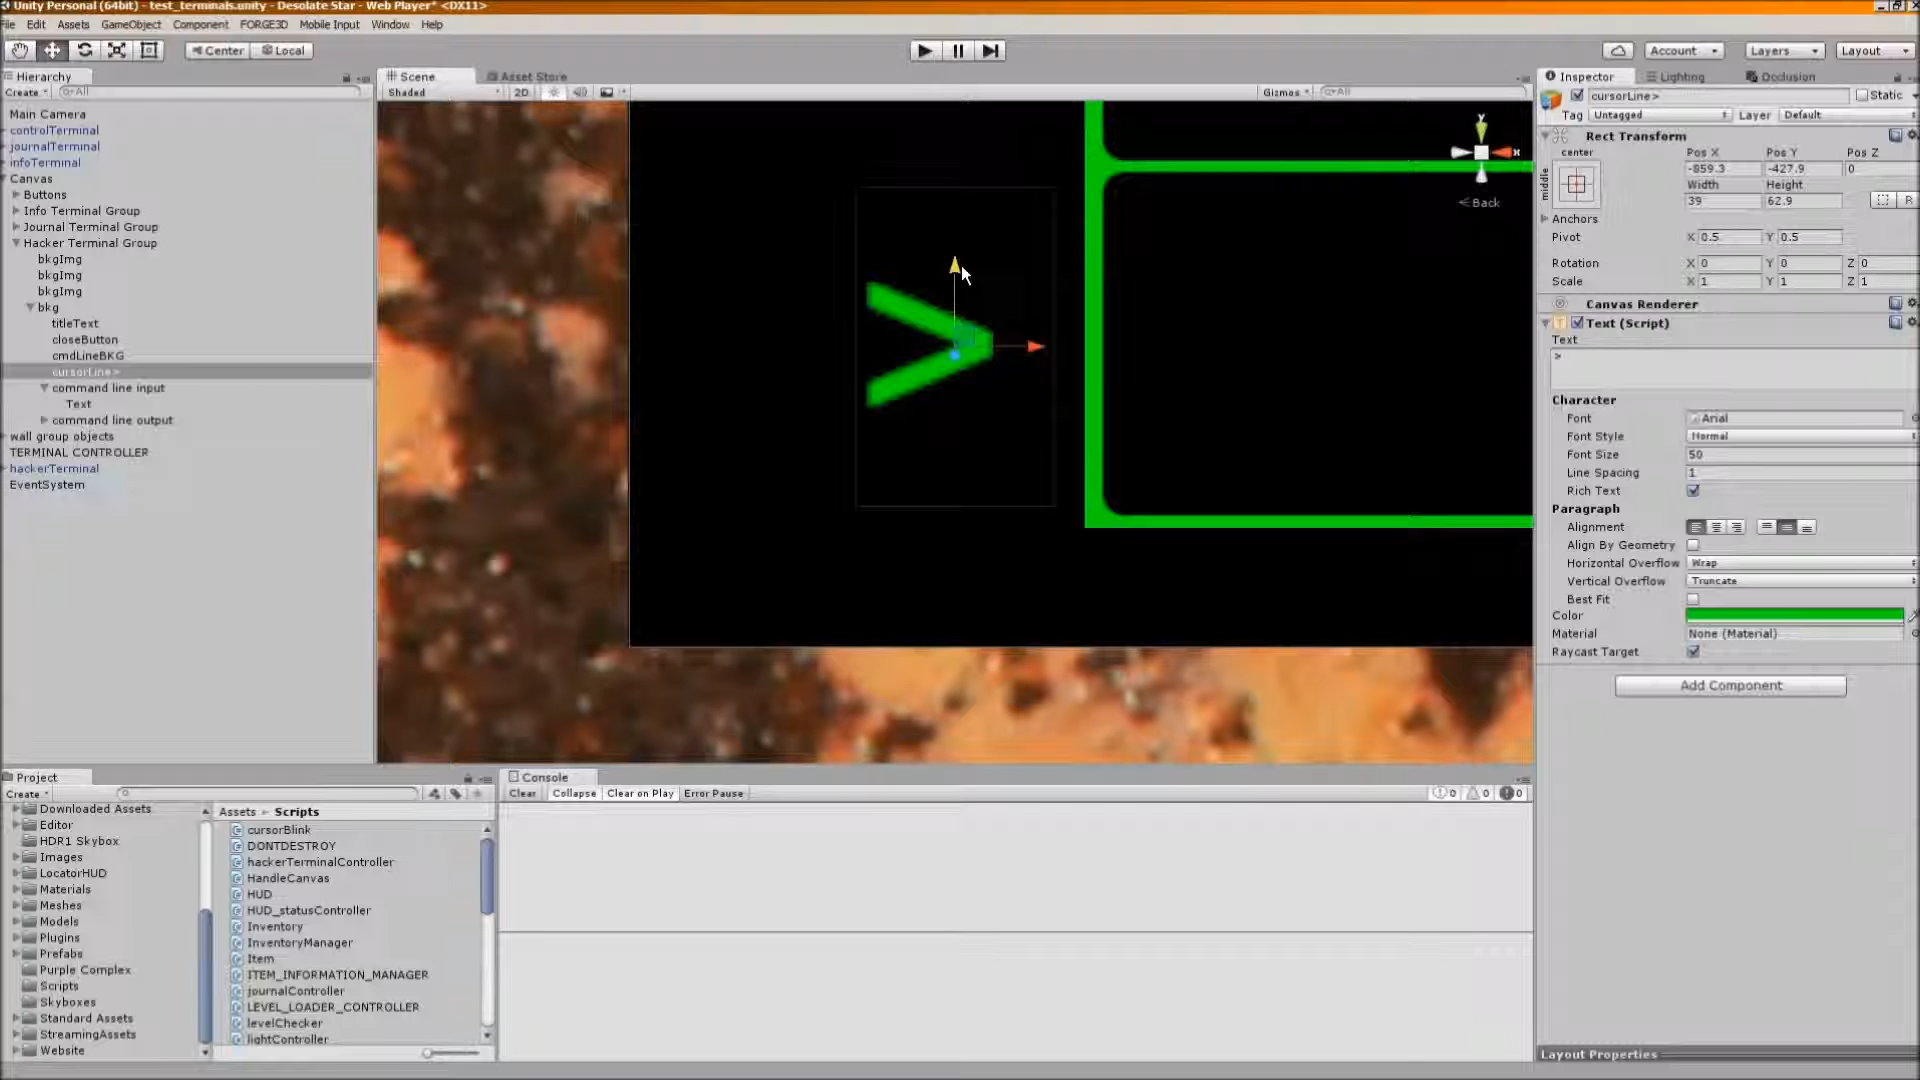 Unity Personal (64bit) - test_terminals.unity - Desolate Star - Web Player* <DX11>
File Edit Assets GameObject Component FORGE3D Mobile Input Window Help
Center Local
Account Layers Layout
Hierarchy
Create All
Main Camera
controlTerminal
journalTerminal
infoTerminal
Canvas
Buttons
Info Terminal Group
Journal Terminal Group
Hacker Terminal Group
bkgImg
bkgImg
bkgImg
bkg
titleText
closeButton
cmdLineBKG
cursorLine>
command line input
Text
command line output
wall group objects
TERMINAL CONTROLLER
hackerTerminal
EventSystem
Scene Asset Store
Shaded 2D Gizmos All
>
y
x
< Back
Inspector Lighting Occlusion
cursorLine> Static
Tag Untagged Layer Default
Rect Transform
center
middle
Pos X Pos Y Pos Z
-859.3 -427.9 0
Width Height
39 62.9
R
Anchors
Pivot X 0.5 Y 0.5
Rotation X 0 Y 0 Z 0
Scale X 1 Y 1 Z 1
Canvas Renderer
Text (Script)
Text
>
Character
Font Arial
Font Style Normal
Font Size 50
Line Spacing 1
Rich Text
Paragraph
Alignment
Align By Geometry
Horizontal Overflow Wrap
Vertical Overflow Truncate
Best Fit
Color
Material None (Material)
Raycast Target
Add Component
Layout Properties
Project
Create
Downloaded Assets
Editor
HDR1 Skybox
Images
LocatorHUD
Materials
Meshes
Models
Plugins
Prefabs
Purple Complex
Scripts
Skyboxes
Standard Assets
StreamingAssets
Website
Assets Scripts
cursorBlink
DONTDESTROY
hackerTerminalController
HandleCanvas
HUD
HUD_statusController
Inventory
InventoryManager
Item
ITEM_INFORMATION_MANAGER
journalController
LEVEL_LOADER_CONTROLLER
levelChecker
lightController
Console
Clear Collapse Clear on Play Error Pause
0 0 0